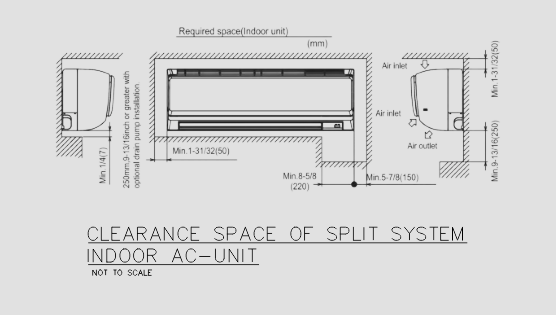 Required space(Indoor unit)
(mm)
Air inlet
Min.1-31/32(50)
Air inlet
Air outlet
Min.9-13/16(250)
Min.1/4(7)
250mm,9-13/16inch or greater with
optional drain pump installation.
Min.1-31/32(50)
Min.8-5/8
(220)
Min.5-7/8(150)
CLEARANCE SPACE OF SPLIT SYSTEM
INDOOR AC-UNIT
NOT TO SCALE